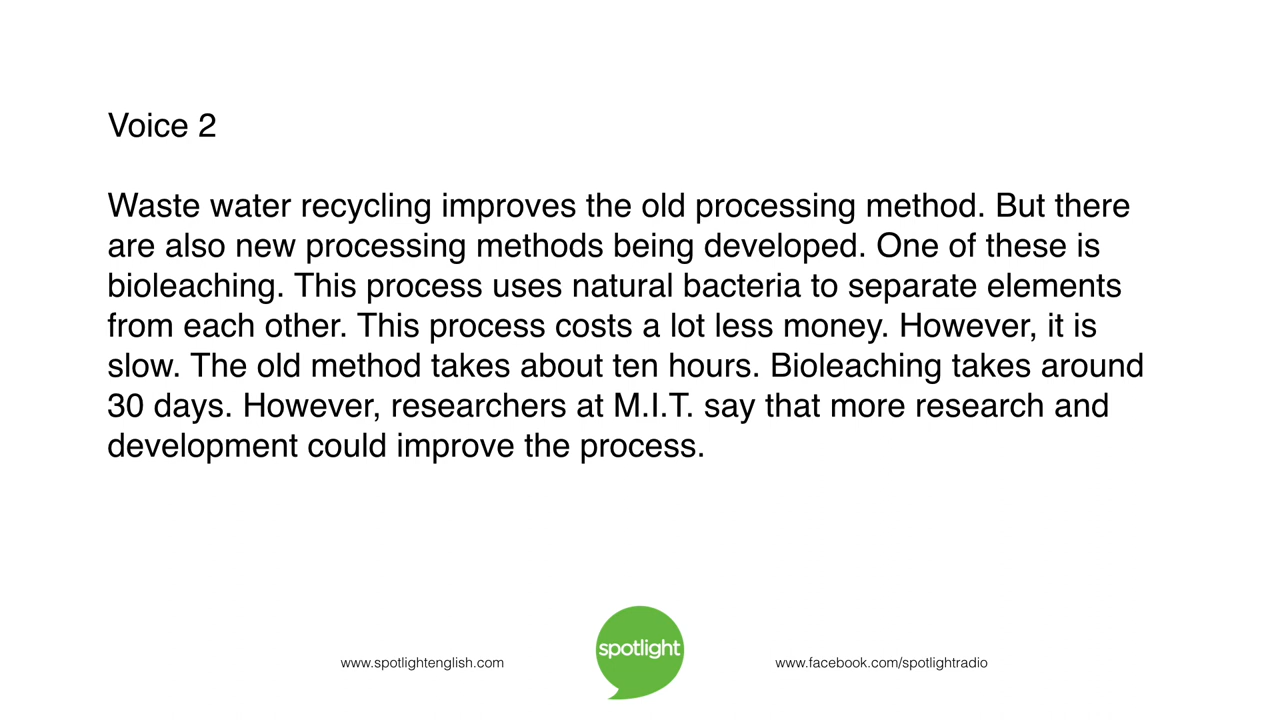 Voice 2
Waste water recycling improves the old processing method. But there
are also new processing methods being developed. One of these is
bioleaching. This process uses natural bacteria to separate elements
from each other. This process costs a lot less money. However, it is
slow. The old method takes about ten hours. Bioleaching takes around
30 days. However, researchers at M.I.T. say that more research and
development could improve the process.
www.spotlightenglish.com
spotlight
www.facebook.com/spotlightradio